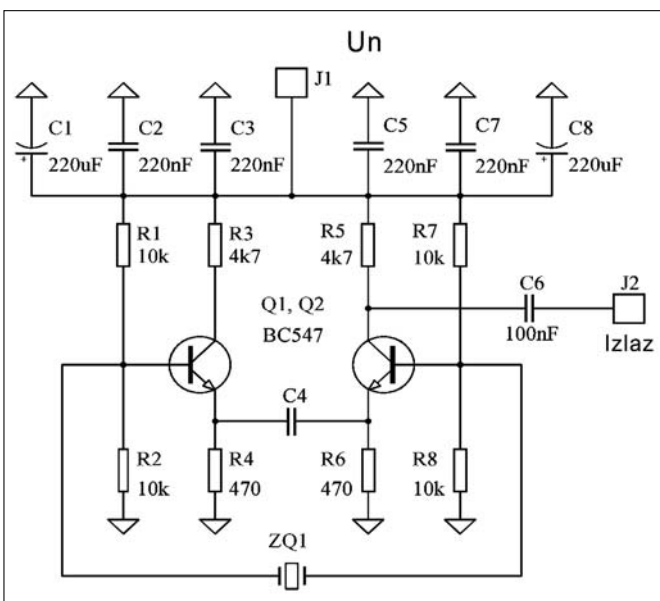 Un
J1
C1
220uF
C2
220nF
C3
220nF
C5
220nF
C7
220nF
C8
220uF
+
+
R1
10k
R3
4k7
R5
4k7
R7
10k
Q1, Q2
BC547
C6
100nF
J2
Izlaz
C4
R2
10k
R4
470
R6
470
R8
10k
ZQ1